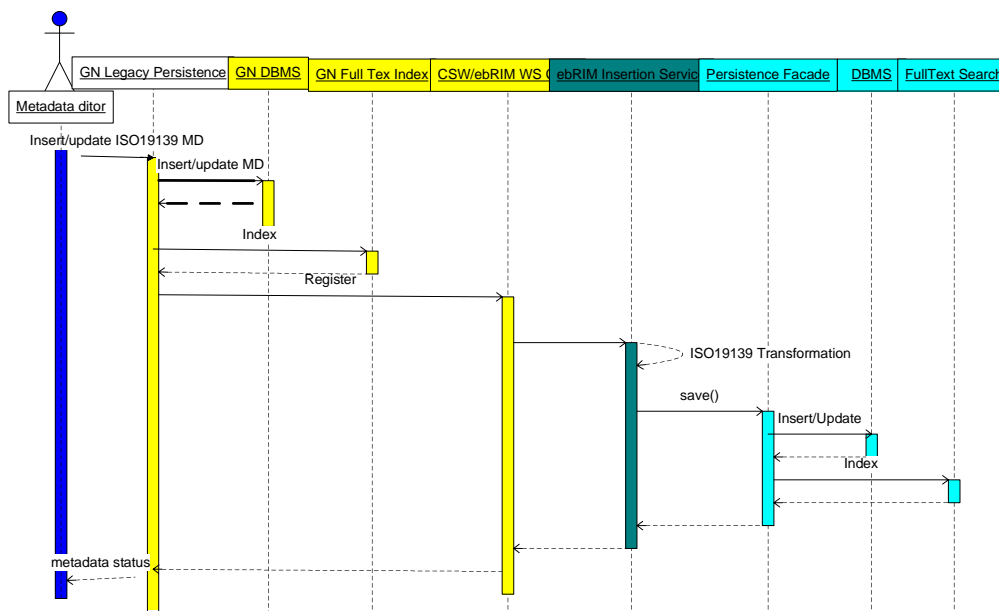 GN Legacy Persistence
GN DBMS
GN Full Tex Index
CSW/ebRIM WS
ebRIM Insertion Servic
Persistence Facade
DBMS
FullText Search
Metadata ditor
Insert/update ISO19139 MD
Insert/update MD
Index
Register
ISO19139 Transformation
save()
Insert/Update
Index
metadata status